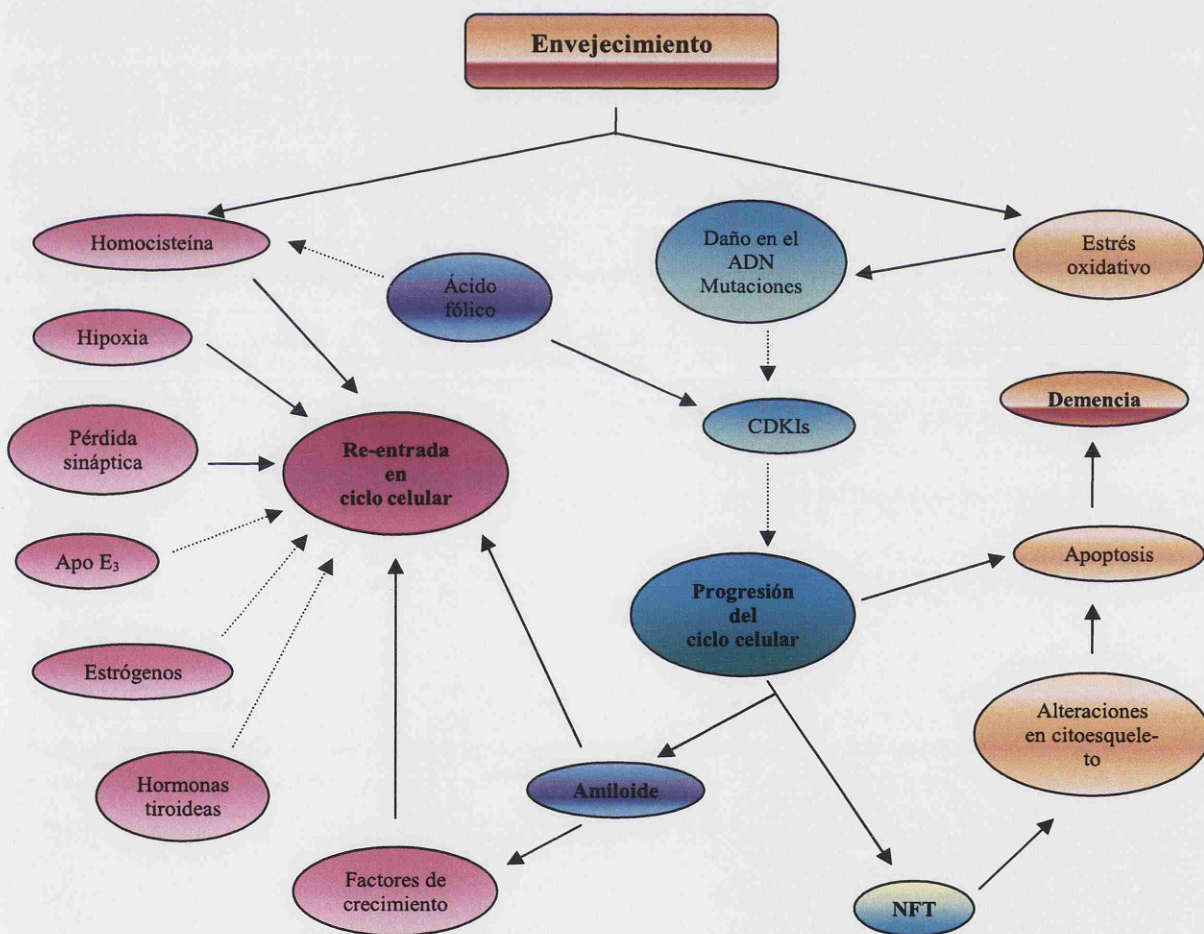 Envejecimiento
Homocisteína
Daño en el
ADN
Mutaciones
Estrés
oxidativo
Ácido
fólico
Hipoxia
Demencia
CDKIs
Pérdida
sináptica
Re-entrada
en
ciclo celular
Apo E₃
Apoptosis
Progresión
del
ciclo celular
Estrógenos
Alteraciones
en citoesquele-
to
Hormonas
tiroideas
Amiloide
Factores de
crecimiento
NFT